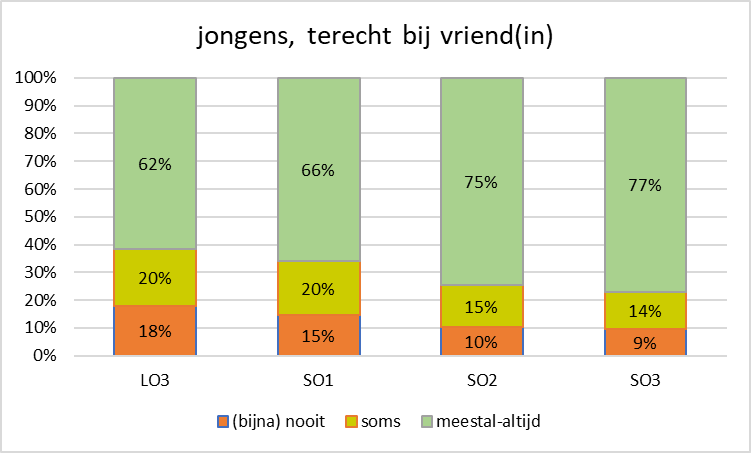 jongens, terecht bij vriend(in)
100%
90%
80%
70%
60%
50%
40%
30%
20%
10%
0%
62% 66% 75% 77%
20% 20% 15% 14%
18% 15% 10% 9%
LO3 SO1 SO2 SO3
(bijna) nooit soms meestal-altijd